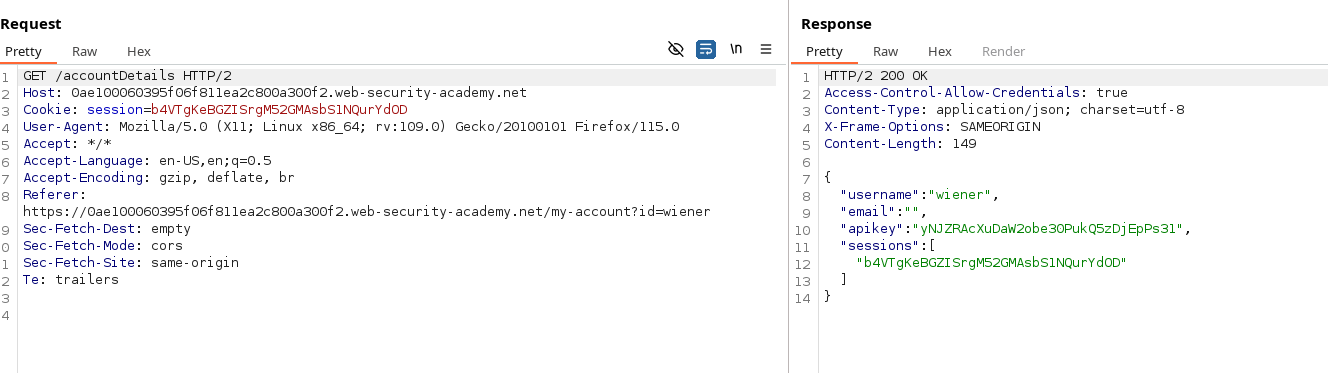 Request
Pretty Raw Hex \n
1 GET /accountDetails HTTP/2
2 Host: 0ae100060395f06f811ea2c800a300f2.web-security-academy.net
3 Cookie: session=b4VTgKeBGZISrgM52GMAsbS1NQurYdOD
4 User-Agent: Mozilla/5.0 (X11; Linux x86_64; rv:109.0) Gecko/20100101 Firefox/115.0
5 Accept: */*
6 Accept-Language: en-US,en;q=0.5
7 Accept-Encoding: gzip, deflate, br
8 Referer:
https://0ae100060395f06f811ea2c800a300f2.web-security-academy.net/my-account?id=wiener
9 Sec-Fetch-Dest: empty
0 Sec-Fetch-Mode: cors
1 Sec-Fetch-Site: same-origin
2 Te: trailers
3
4
Response
Pretty Raw Hex Render
1 HTTP/2 200 OK
2 Access-Control-Allow-Credentials: true
3 Content-Type: application/json; charset=utf-8
4 X-Frame-Options: SAMEORIGIN
5 Content-Length: 149
6
7 {
8 "username":"wiener",
9 "email":"",
10 "apikey":"yNJZRAcXuDaW2obe30PukQ5zDjEpPs31",
11 "sessions":[
12 "b4VTgKeBGZISrgM52GMAsbS1NQurYdOD"
13 ]
14 }